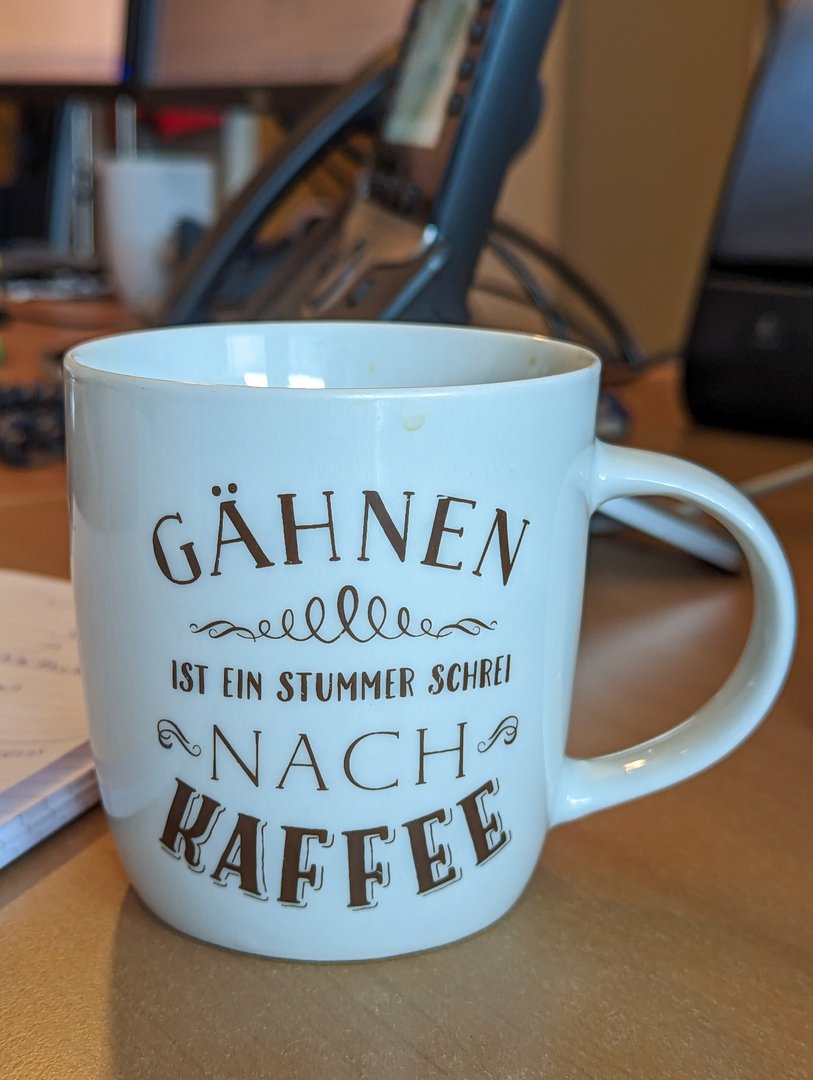 GÄHNEN
IST EIN STUMMER SCHREI
NACH
KAFFEE